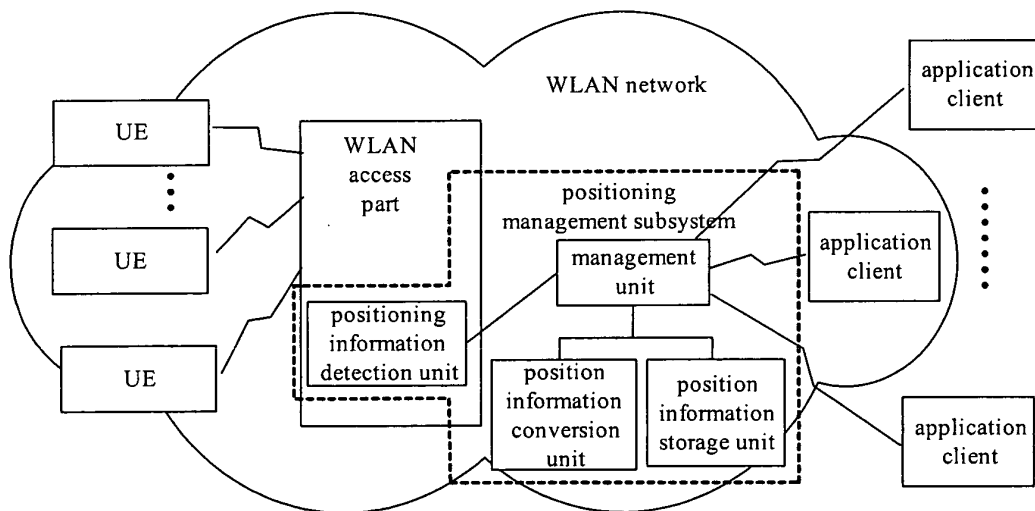 WLAN network
application
client
UE
WLAN
access
part
positioning
management subsystem
UE
management
unit
application
client
positioning
information
detection unit
UE
position
information
conversion
unit
position
information
storage unit
application
client